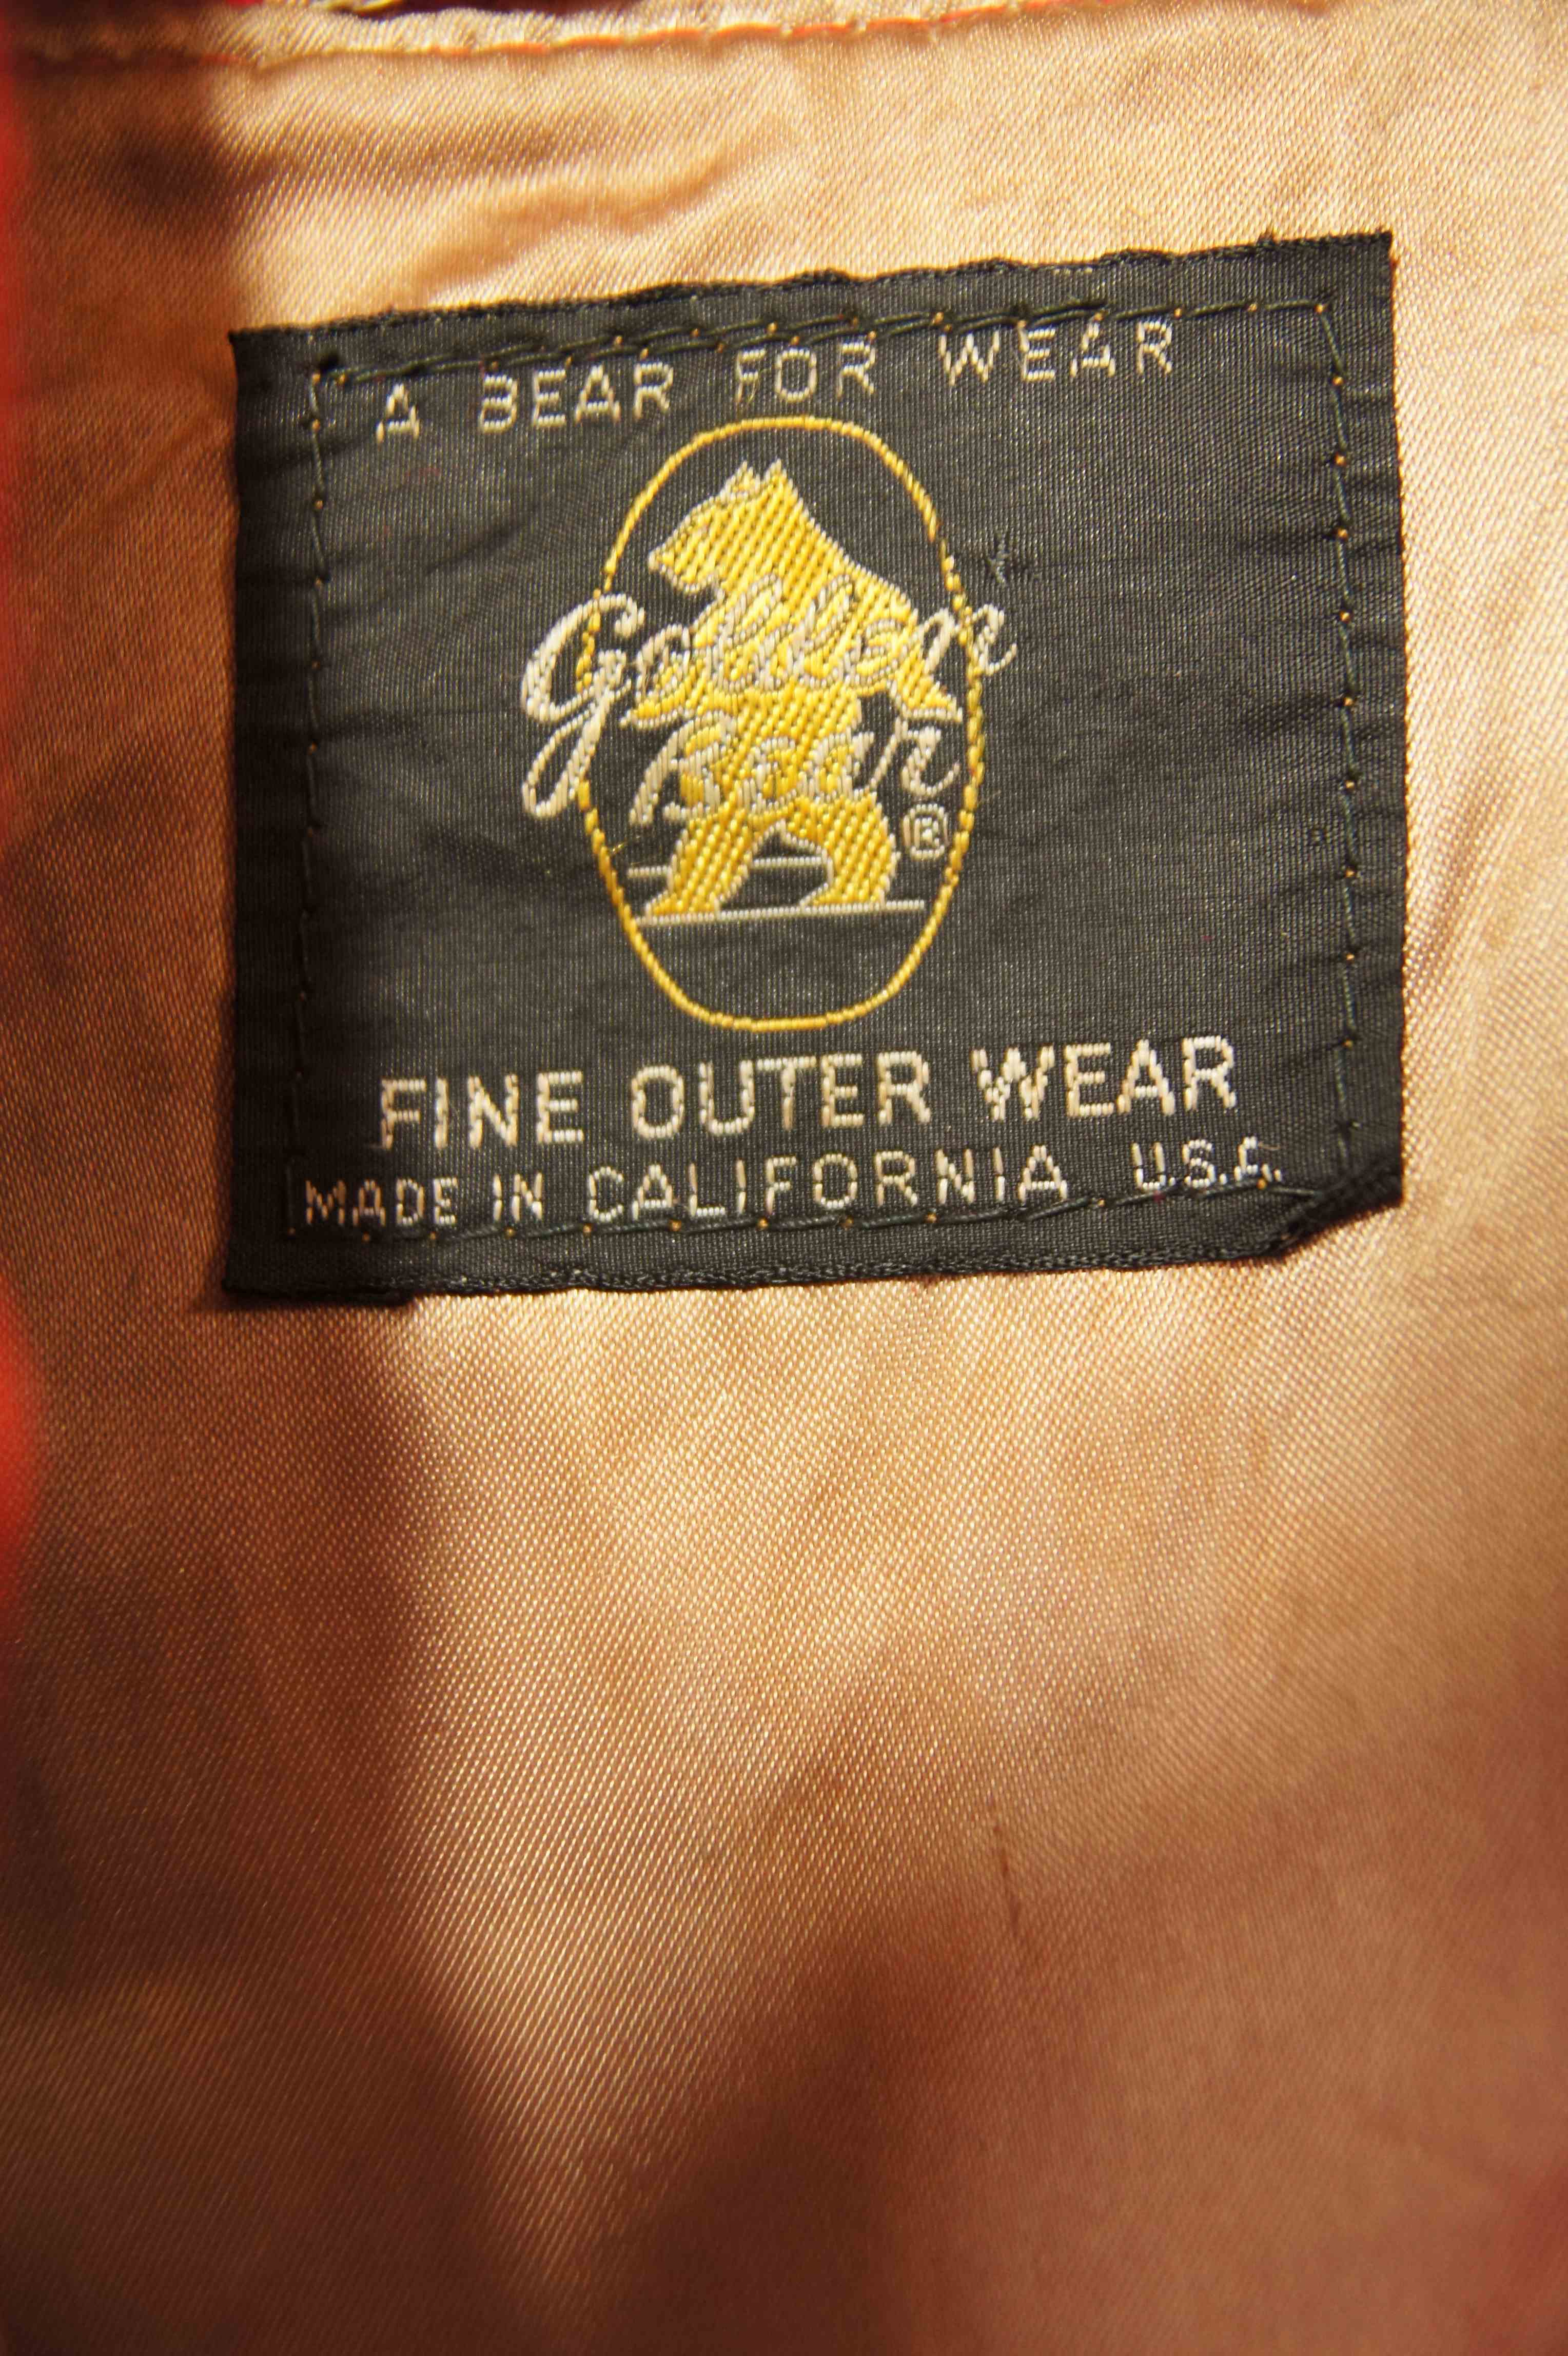 A BEAR FOR WEAR
Golden
Bear
®
FINE OUTER WEAR
MADE IN CALIFORNIA U.S.A.